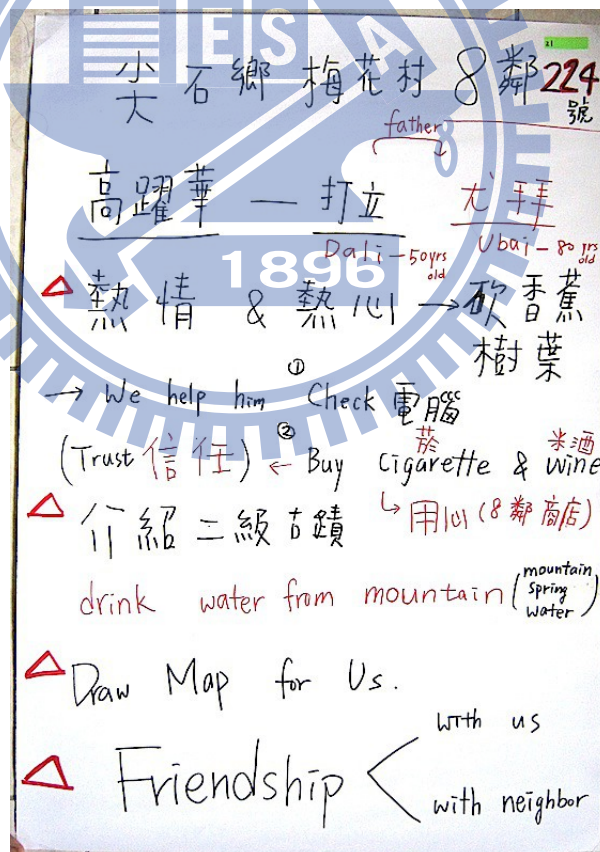 21
尖石鄉 梅花村 8鄰 224號
father
高躍華 — 打立 尤拜
Dali – 50yrs old Ubai – 80 yrs old
△ 熱情 & 熱心 → 砍香蕉樹葉
→ ① We help him Check 電腦
菸 米酒
(Trust 信任) ← ② Buy Cigarette & wine
↳ 用心 (8鄰商店)
△ 介紹二級古蹟
drink water from mountain (mountain spring water)
△ Draw Map for Us.
with us
△ Friendship <
with neighbor
ESA
1896
8